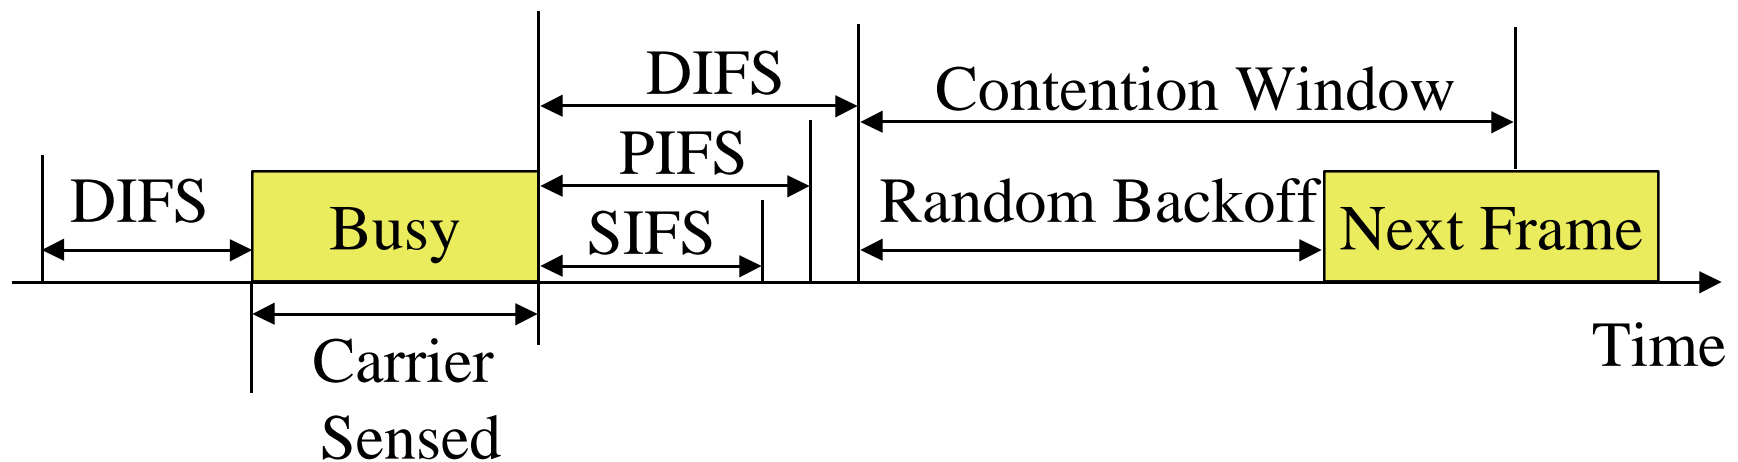 DIFS
Contention Window
PIFS
DIFS
Random Backoff
Busy
SIFS
Next Frame
Time
Carrier
Sensed